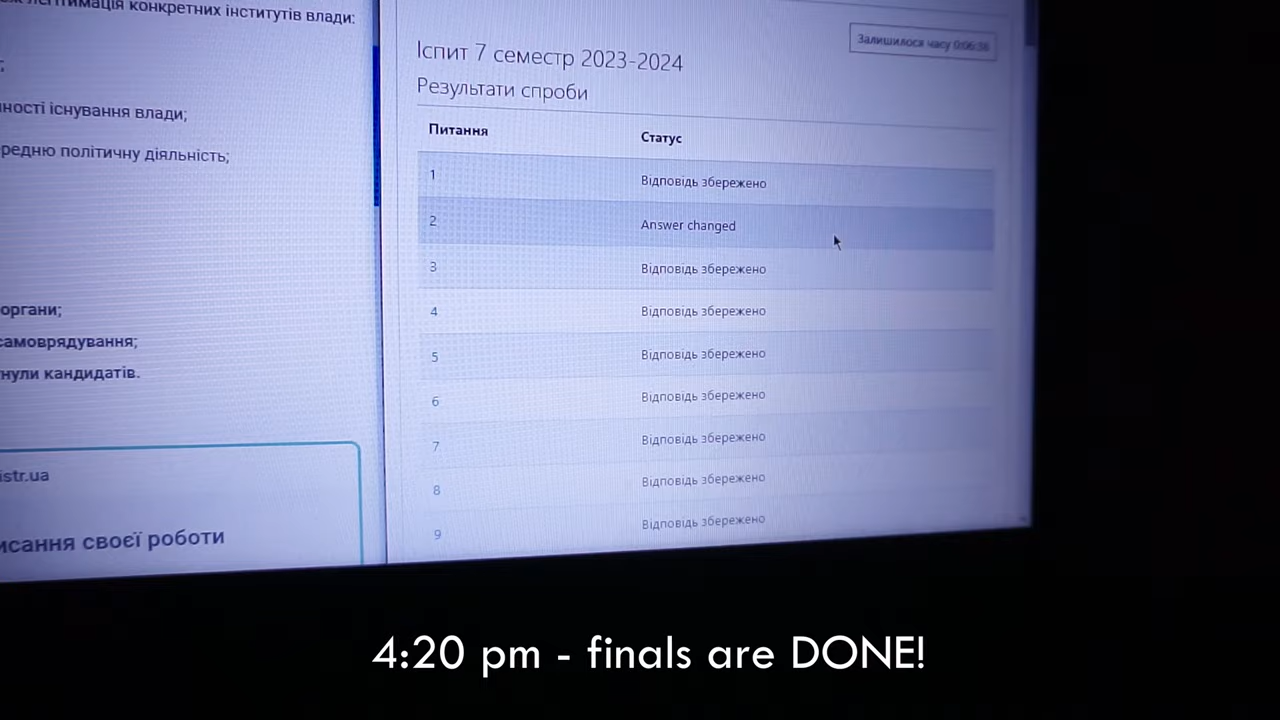 легітимація конкретних інститутів влади:
ності існування влади;
редню політичну діяльність;
органи;
самоврядування;
нули кандидатів.
istr.ua
исання своєї роботи
Залишилося часу 0:06:36
Іспит 7 семестр 2023-2024
Результати спроби
Питання Статус
1 Відповідь збережено
2 Answer changed
3 Відповідь збережено
4 Відповідь збережено
5 Відповідь збережено
6 Відповідь збережено
7 Відповідь збережено
8 Відповідь збережено
9 Відповідь збережено
4:20 pm - finals are DONE!